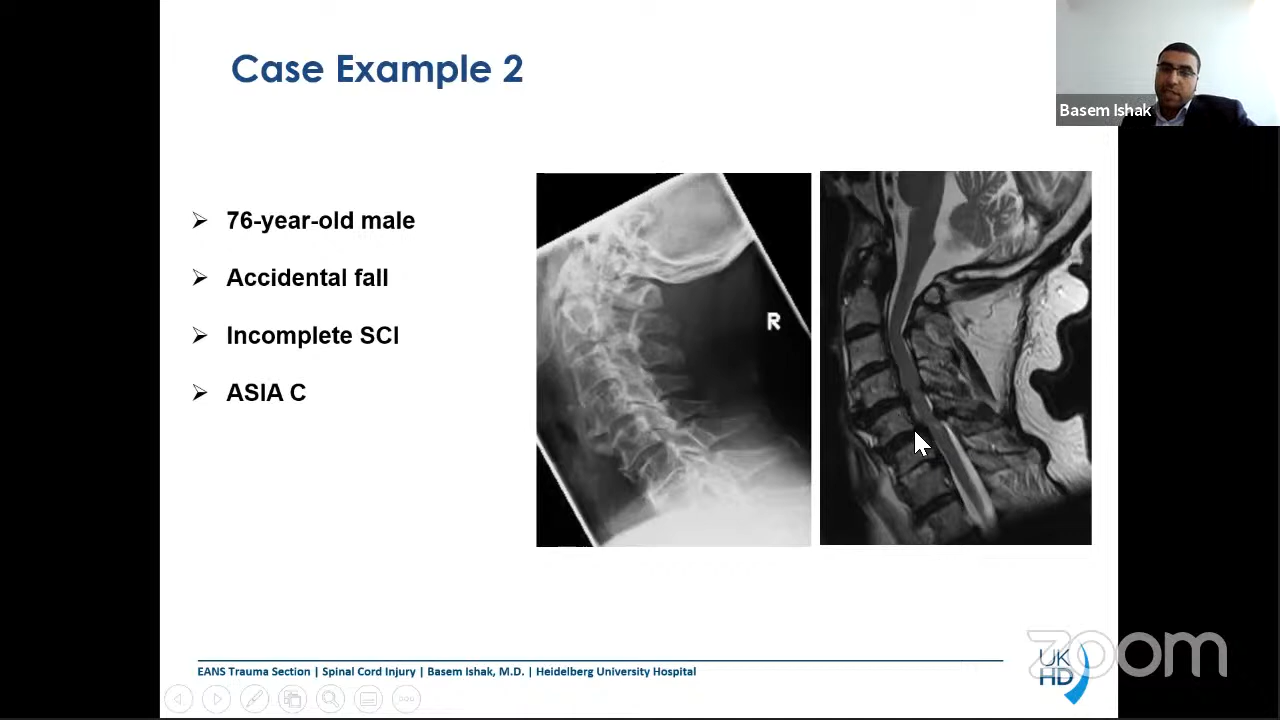 Case Example 2
Basem Ishak
76-year-old male
Accidental fall
Incomplete SCI
ASIA C
R
EANS Trauma Section | Spinal Cord Injury | Basem Ishak, M.D. | Heidelberg University Hospital
UK
HD
zoom